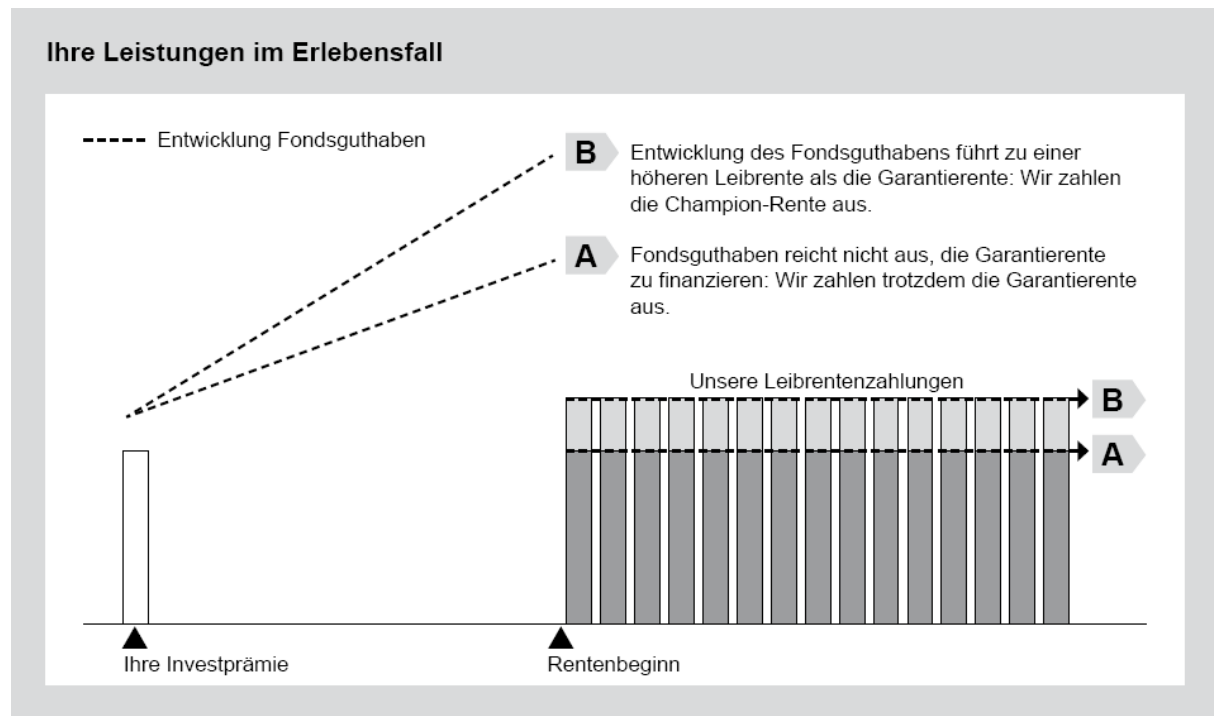 Ihre Leistungen im Erlebensfall
Entwicklung Fondsguthaben
B
Entwicklung des Fondsguthabens führt zu einer
höheren Leibrente als die Garantierente: Wir zahlen
die Champion-Rente aus.
A
Fondsguthaben reicht nicht aus, die Garantierente
zu finanzieren: Wir zahlen trotzdem die Garantierente
aus.
Unsere Leibrentenzahlungen
B
A
Ihre Investprämie
Rentenbeginn